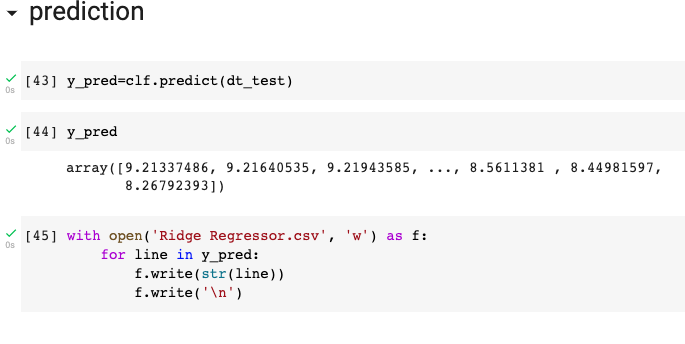 prediction
[43] y_pred=clf.predict(dt_test)
0s
[44] y_pred
0s
array([9.21337486, 9.21640535, 9.21943585, ..., 8.5611381 , 8.44981597,
8.26792393])
[45] with open('Ridge Regressor.csv', 'w') as f:
0s
for line in y_pred:
f.write(str(line))
f.write('\n')